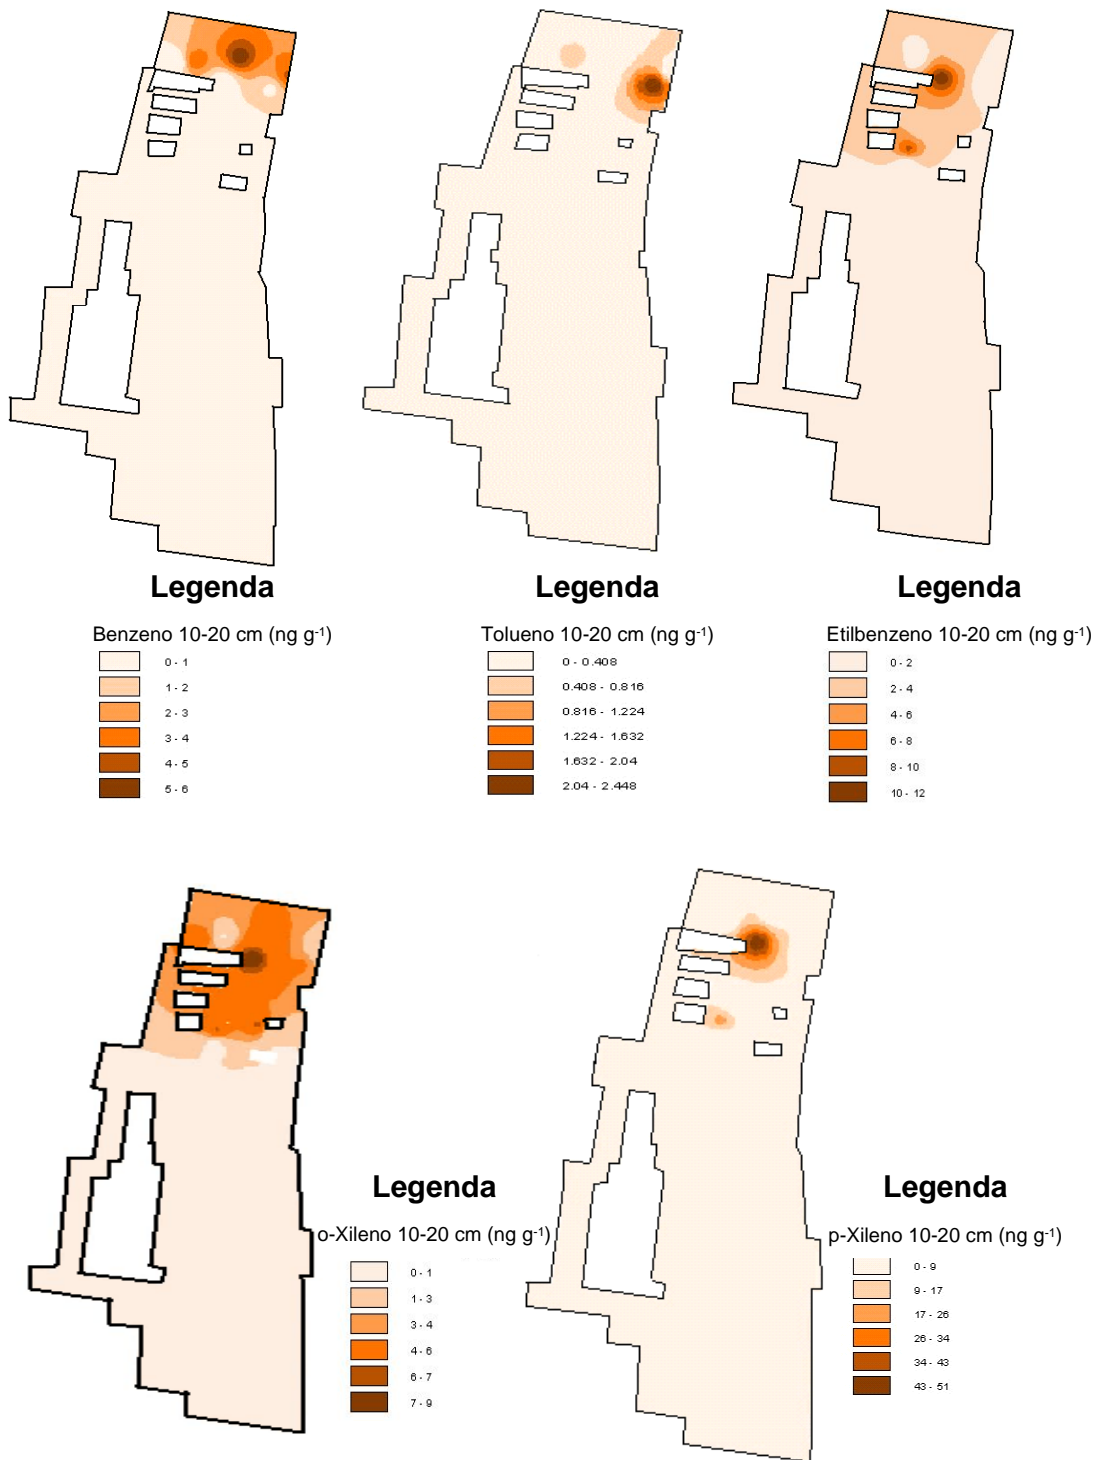 Legenda
Benzeno 10-20 cm (ng g⁻¹)
0 - 1
1 - 2
2 - 3
3 - 4
4 - 5
5 - 6
Legenda
Tolueno 10-20 cm (ng g⁻¹)
0 - 0.408
0.408 - 0.816
0.816 - 1.224
1.224 - 1.632
1.632 - 2.04
2.04 - 2.448
Legenda
Etilbenzeno 10-20 cm (ng g⁻¹)
0 - 2
2 - 4
4 - 6
6 - 8
8 - 10
10 - 12
Legenda
o-Xileno 10-20 cm (ng g⁻¹)
0 - 1
1 - 3
3 - 4
4 - 6
6 - 7
7 - 9
Legenda
p-Xileno 10-20 cm (ng g⁻¹)
0 - 9
9 - 17
17 - 26
26 - 34
34 - 43
43 - 51